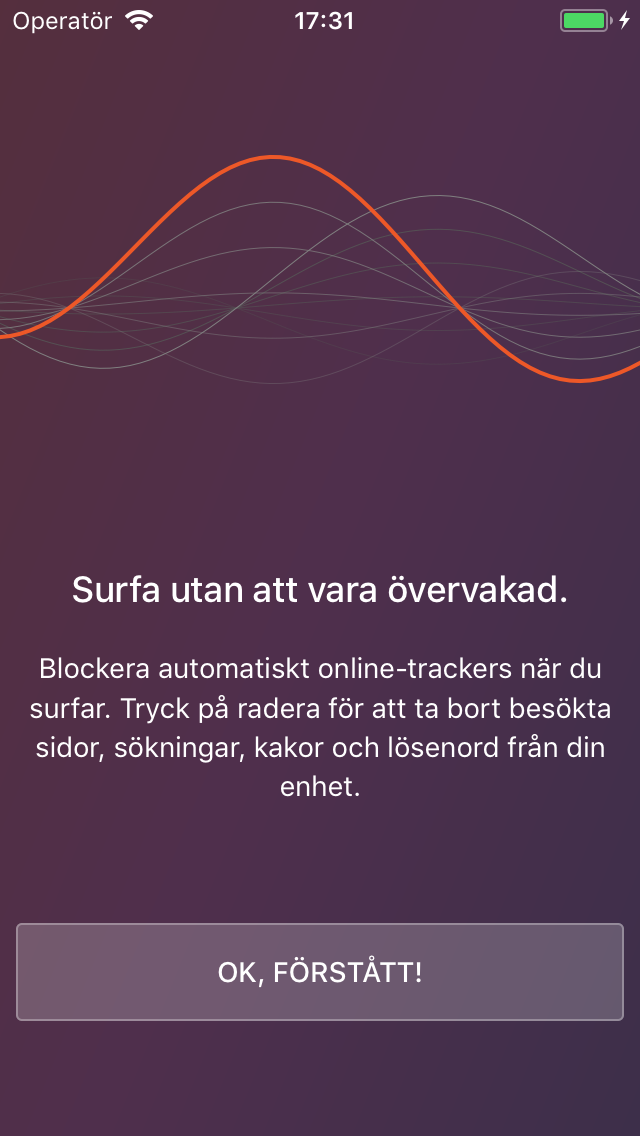 Operatör 17:31
Surfa utan att vara övervakad.
Blockera automatiskt online-trackers när du
surfar. Tryck på radera för att ta bort besökta
sidor, sökningar, kakor och lösenord från din
enhet.
OK, FÖRSTÅTT!